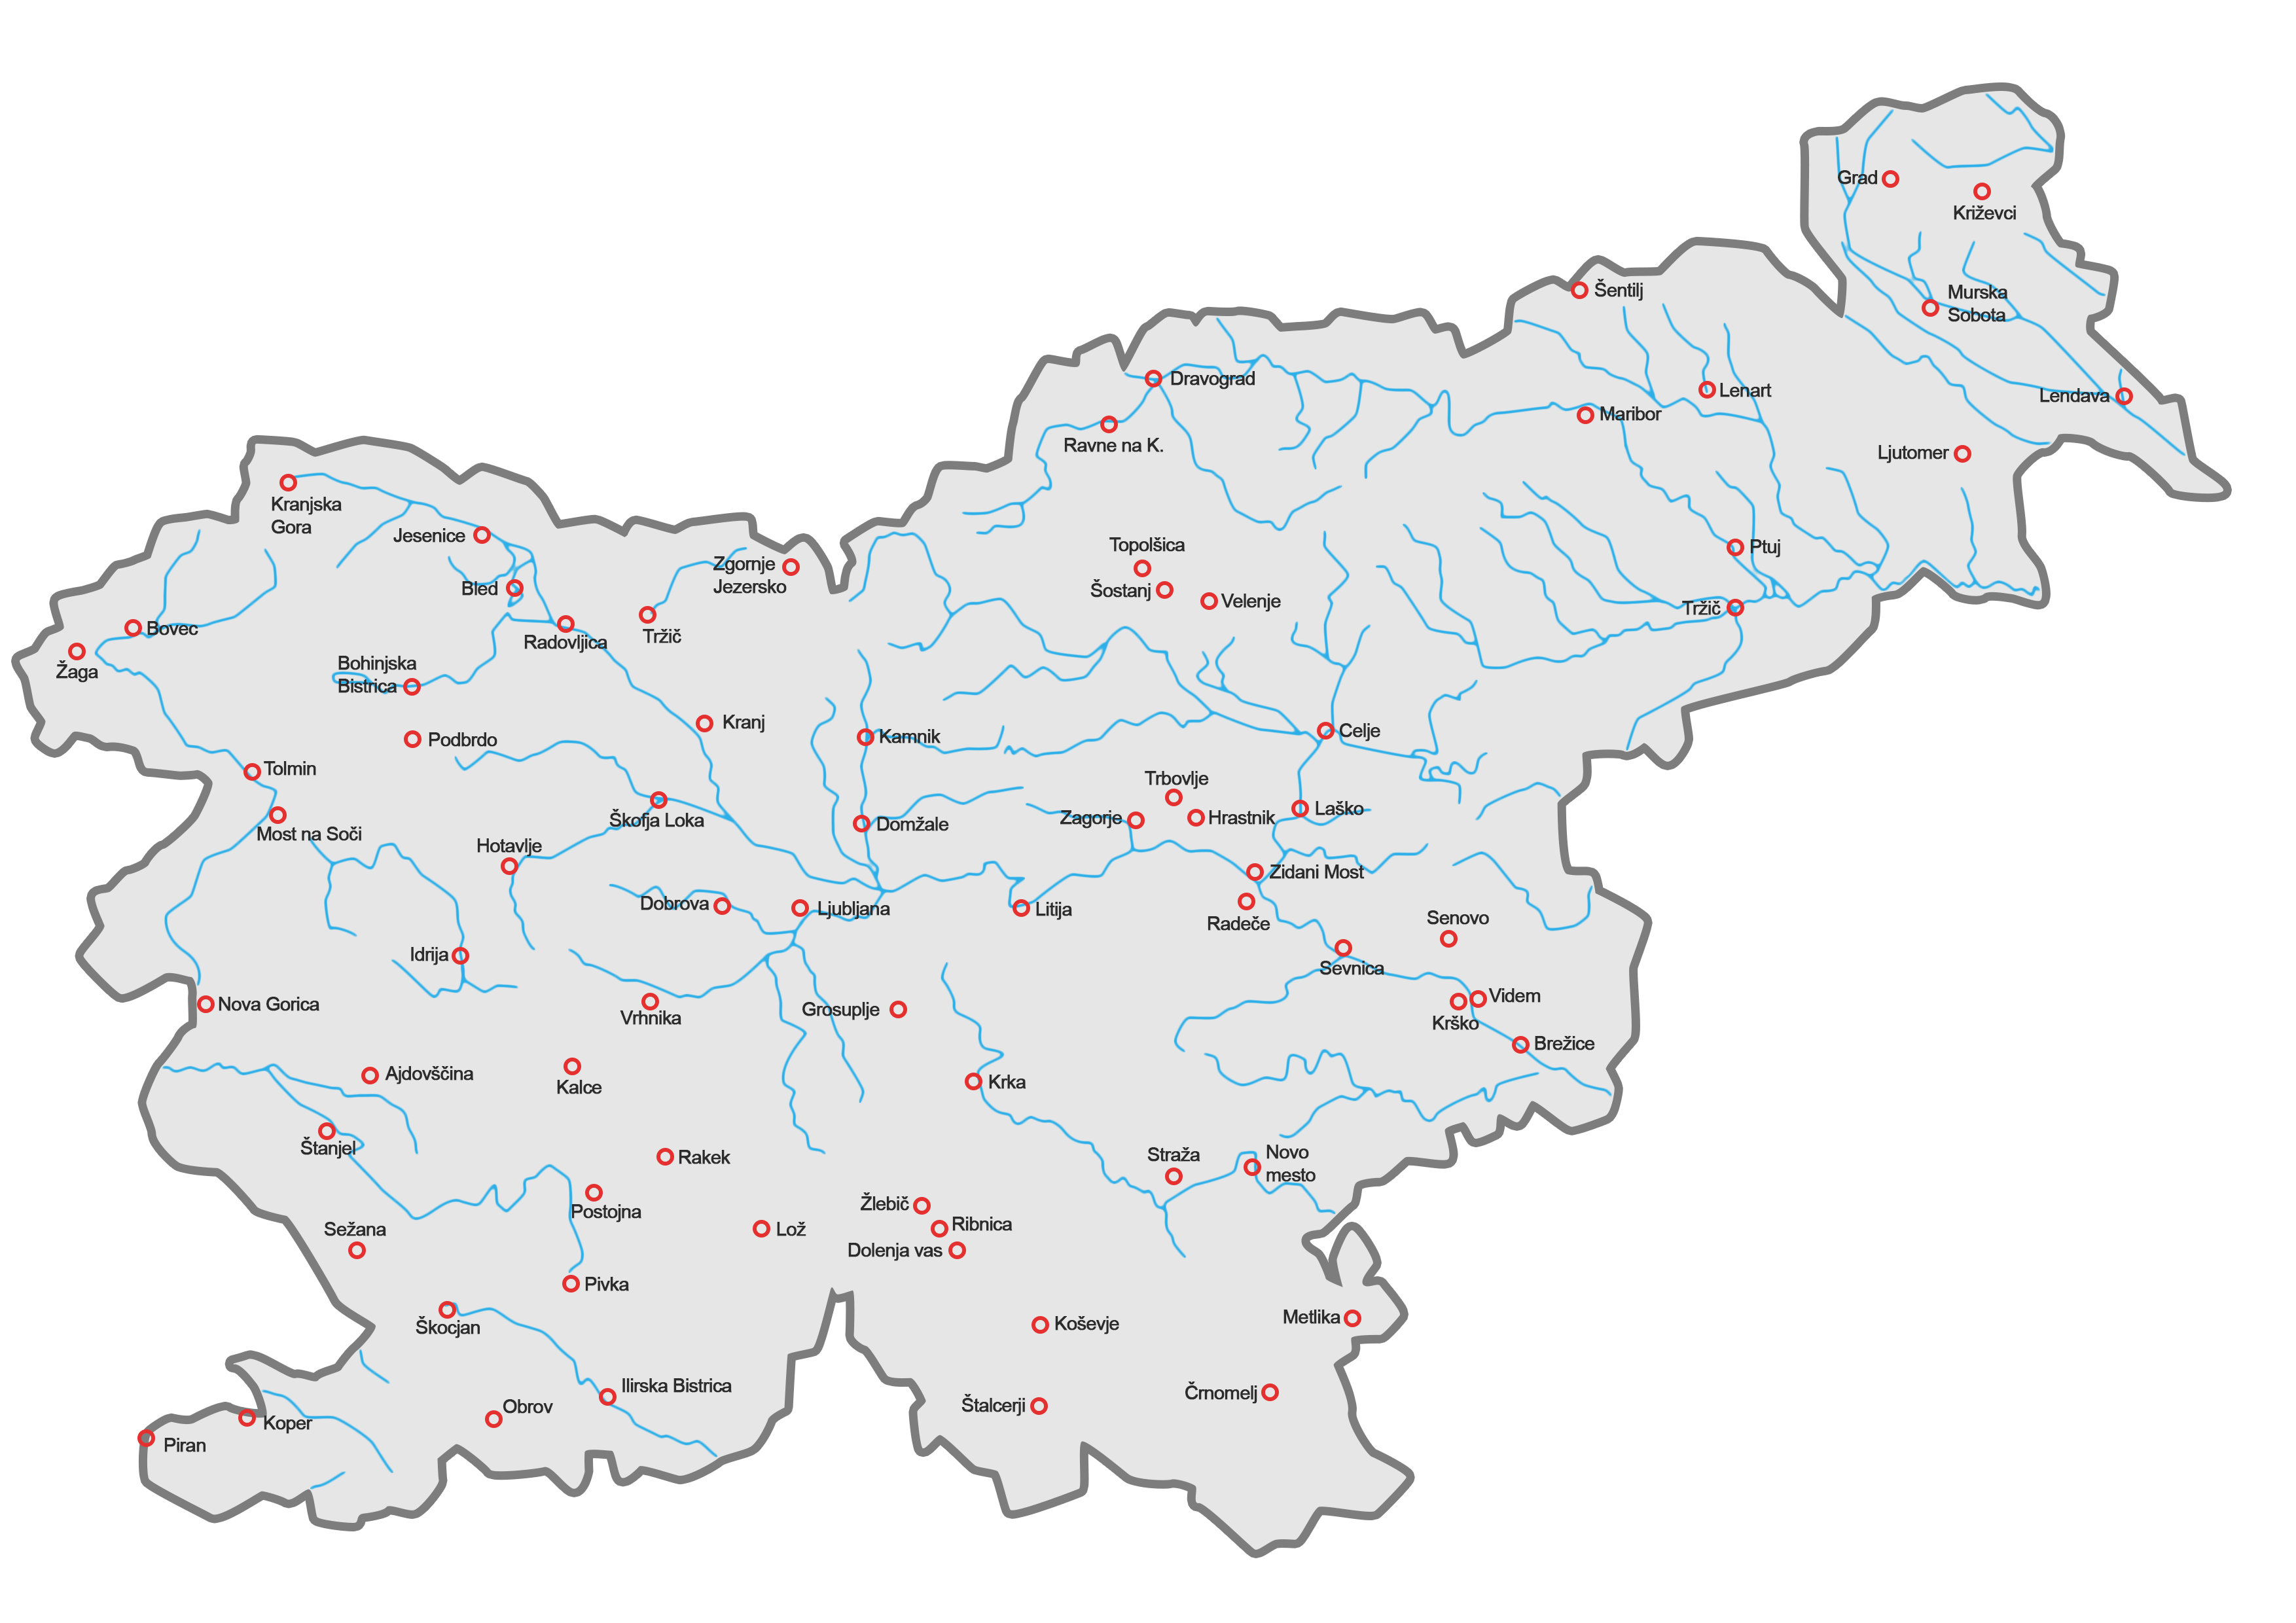 Grad
Križevci
Šentilj
Murska
Sobota
Dravograd
Lenart
Lendava
Maribor
Ravne na K.
Ljutomer
Kranjska
Gora
Jesenice
Topolšica
Ptuj
Zgornje
Jezersko
Bled
Šostanj
Velenje
Tržič
Bovec
Radovljica
Tržič
Žaga
Bohinjska
Bistrica
Kranj
Podbrdo
Kamnik
Celje
Tolmin
Trbovlje
Most na Soči
Škofja Loka
Domžale
Zagorje
Hrastnik
Laško
Hotavlje
Zidani Most
Dobrova
Ljubljana
Litija
Radeče
Senovo
Idrija
Sevnica
Nova Gorica
Vrhnika
Grosuplje
Videm
Krško
Brežice
Ajdovščina
Kalce
Krka
Štanjel
Rakek
Straža
Novo
mesto
Postojna
Žlebič
Sežana
Lož
Ribnica
Dolenja vas
Pivka
Škocjan
Koševje
Metlika
Ilirska Bistrica
Obrov
Štalcerji
Črnomelj
Koper
Piran